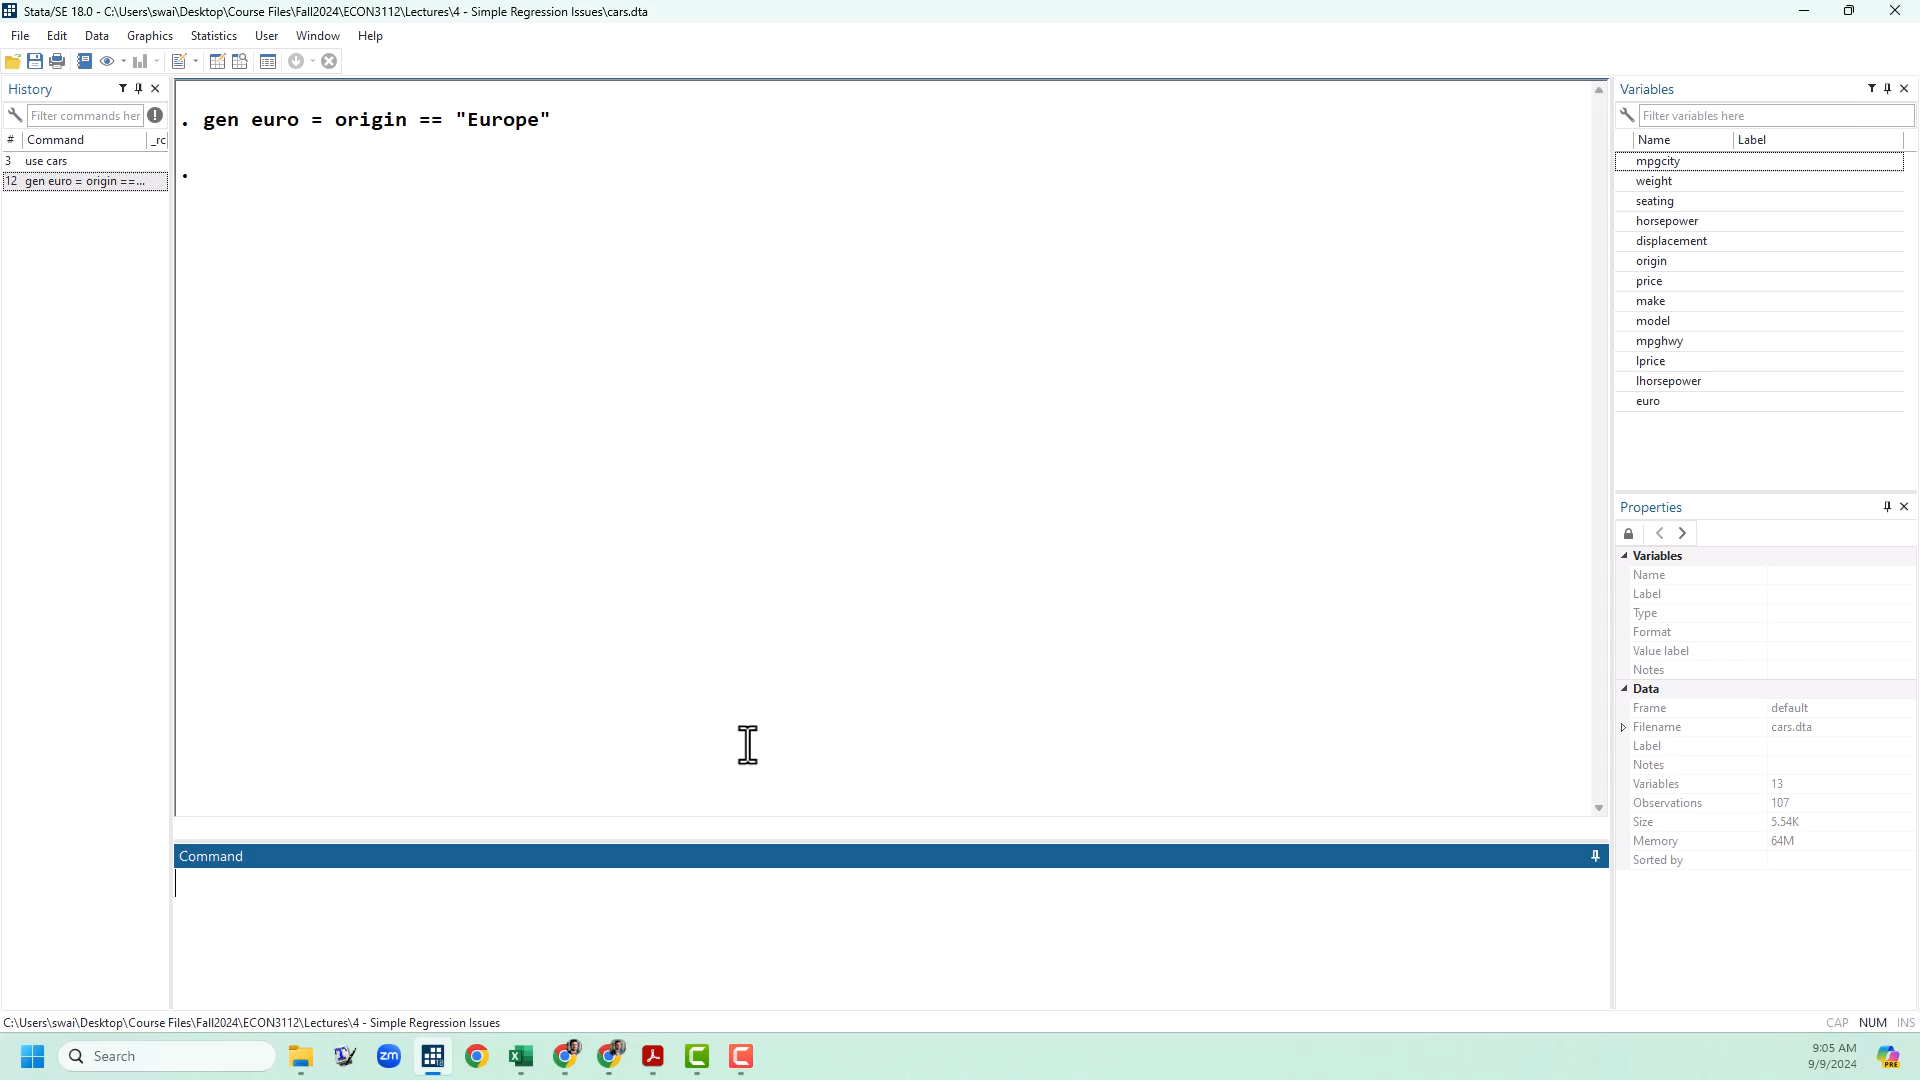 Stata/SE 18.0 - C:\Users\swai\Desktop\Course Files\Fall2024\ECON3112\Lectures\4 - Simple Regression Issues\cars.dta
File Edit Data Graphics Statistics User Window Help
History
Filter commands her
# Command _rc
3 use cars
12 gen euro = origin ==...
. gen euro = origin == "Europe"
.
Command
Variables
Filter variables here
Name Label
mpgcity
weight
seating
horsepower
displacement
origin
price
make
model
mpghwy
lprice
lhorsepower
euro
Properties
Variables
Name
Label
Type
Format
Value label
Notes
Data
Frame default
Filename cars.dta
Label
Notes
Variables 13
Observations 107
Size 5.54K
Memory 64M
Sorted by
C:\Users\swai\Desktop\Course Files\Fall2024\ECON3112\Lectures\4 - Simple Regression Issues
CAP NUM INS
Search
zm
9:05 AM
9/9/2024
PRE